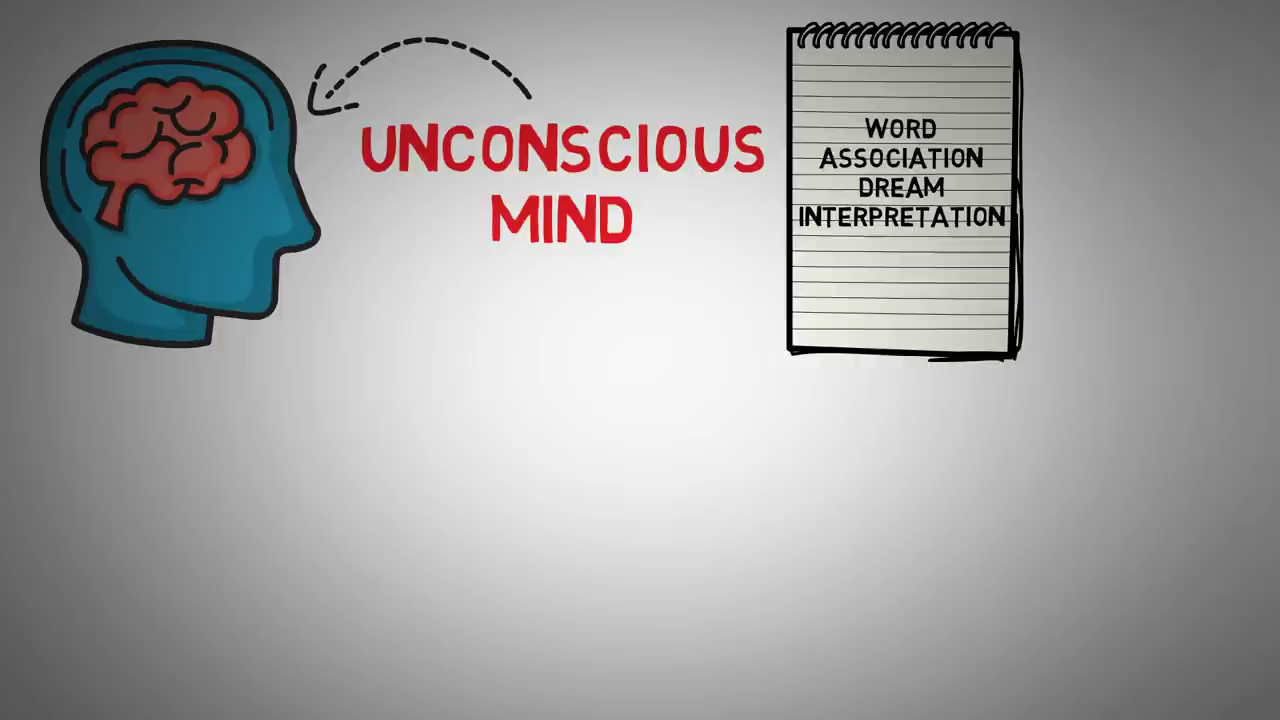 UNCONSCIOUS
MIND
WORD
ASSOCIATION
DREAM
INTERPRETATION